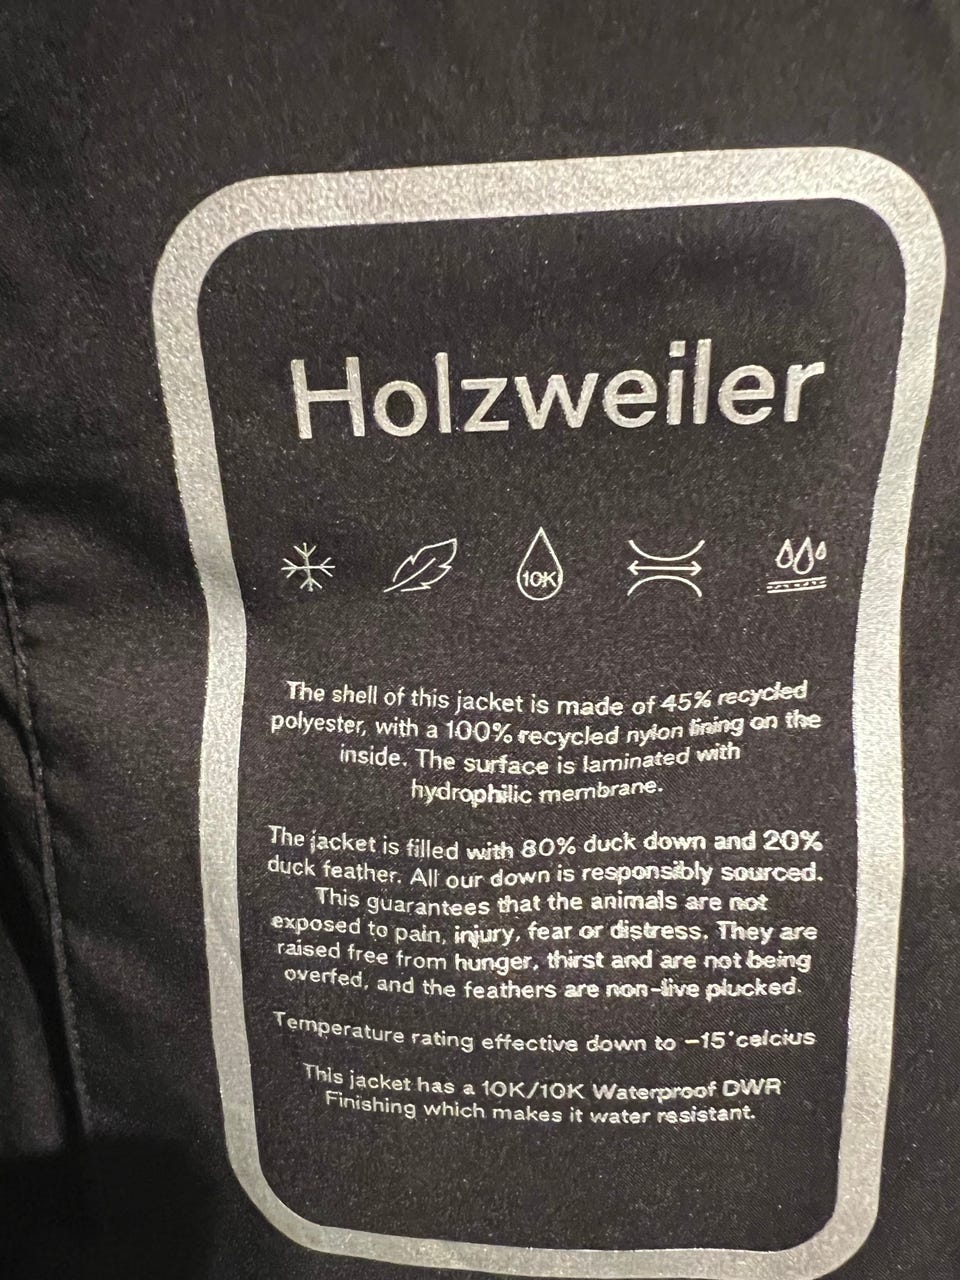 Holzweiler
10K
The shell of this jacket is made of 45% recycled
polyester, with a 100% recycled nylon lining on the
inside. The surface is laminated with
hydrophilic membrane.
The jacket is filled with 80% duck down and 20%
duck feather. All our down is responsibly sourced.
This guarantees that the animals are not
exposed to pain, injury, fear or distress. They are
raised free from hunger, thirst and are not being
overfed, and the feathers are non-live plucked.
Temperature rating effective down to -15°celcius
This jacket has a 10K/10K Waterproof DWR
Finishing which makes it water resistant.